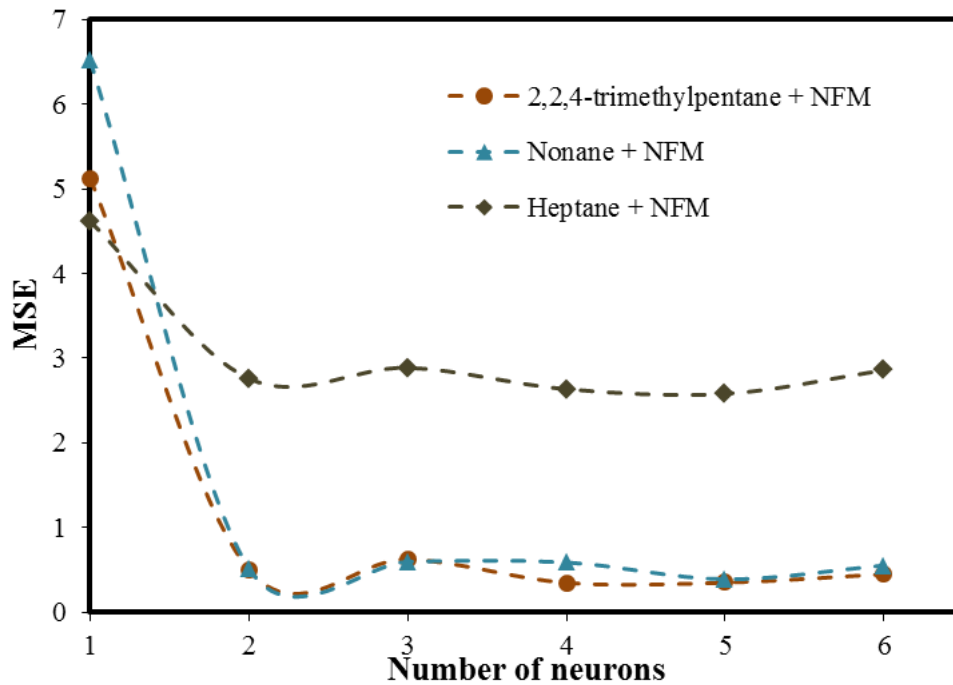 7
6
5
4
3
2
1
0
MSE
2,2,4-trimethylpentane + NFM
Nonane + NFM
Heptane + NFM
1 2 3 4 5 6
Number of neurons